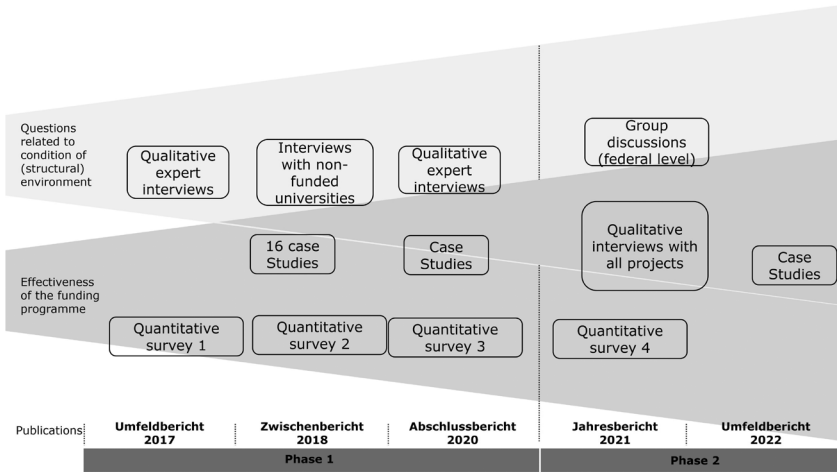 Questions
related to
condition of
(structural)
environment
Qualitative
expert
interviews
Interviews
with non-
funded
universities
Qualitative
expert
interviews
Group
discussions
(federal level)
16 case
Studies
Case
Studies
Qualitative
interviews with
all projects
Case
Studies
Effectiveness
of the funding
programme
Quantitative
survey 1
Quantitative
survey 2
Quantitative
survey 3
Quantitative
survey 4
Publications
Umfeldbericht
2017
Zwischenbericht
2018
Abschlussbericht
2020
Jahresbericht
2021
Umfeldbericht
2022
Phase 1
Phase 2